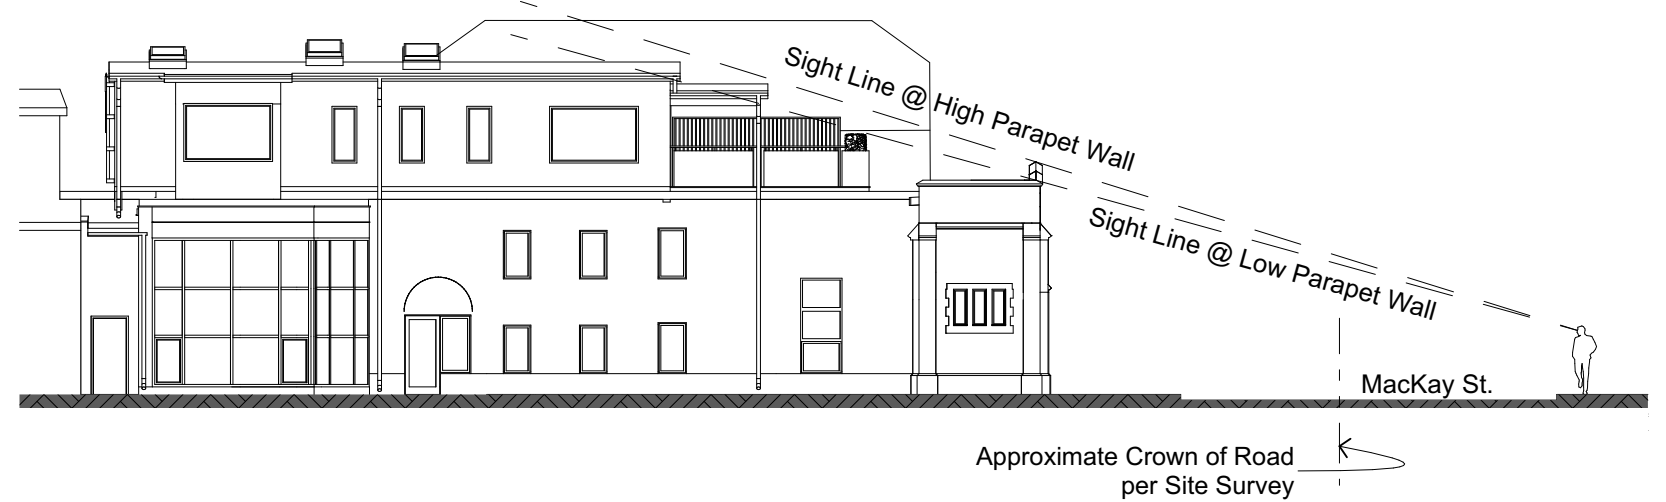 Sight Line @ High Parapet Wall
Sight Line @ Low Parapet Wall
MacKay St.
Approximate Crown of Road
per Site Survey